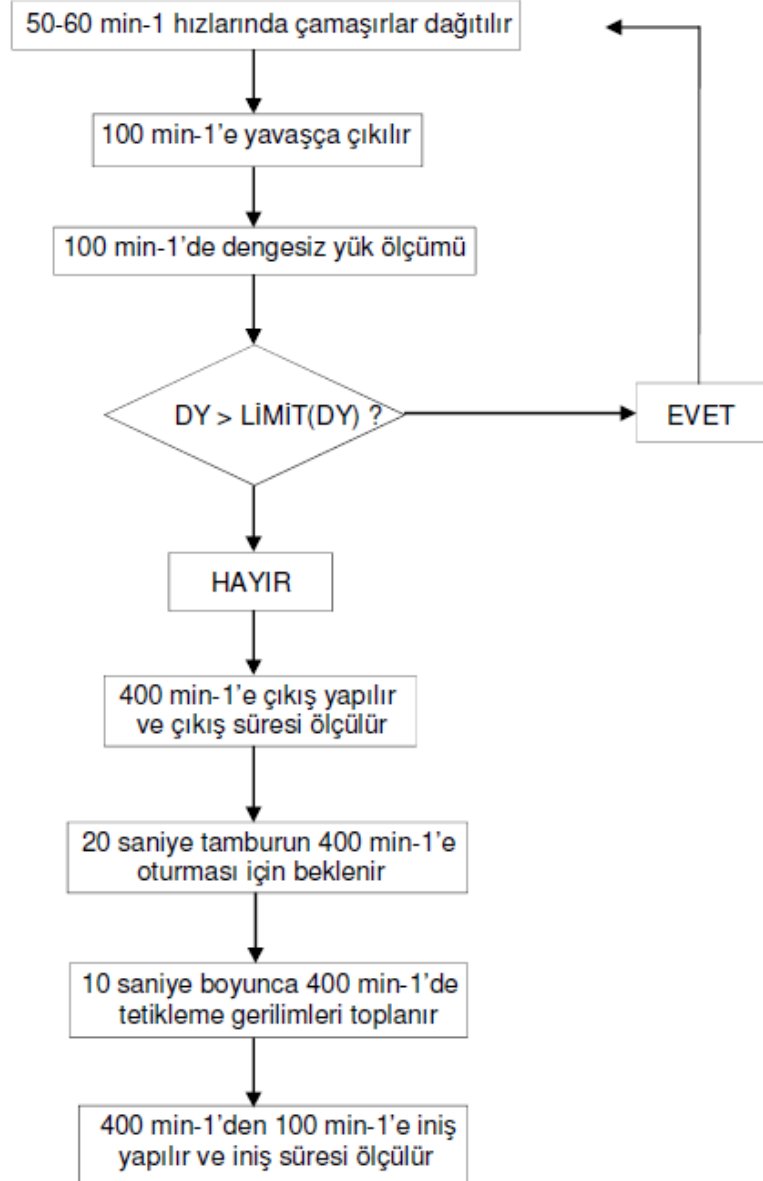 50-60 min-1 hızlarında çamaşırlar dağıtılır
100 min-1'e yavaşça çıkılır
100 min-1'de dengesiz yük ölçümü
DY > LİMİT(DY) ?
EVET
HAYIR
400 min-1'e çıkış yapılır
ve çıkış süresi ölçülür
20 saniye tamburun 400 min-1'e
oturması için beklenir
10 saniye boyunca 400 min-1'de
tetikleme gerilimleri toplanır
400 min-1'den 100 min-1'e iniş
yapılır ve iniş süresi ölçülür